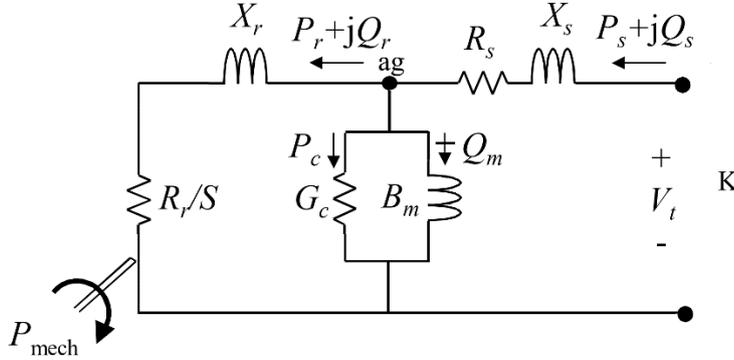 Xr
Pr+jQr
ag
Rs
Xs
Ps+jQs
Rr/S
Pc
Gc
Bm
Qm
+
Vt
-
K
Pmech